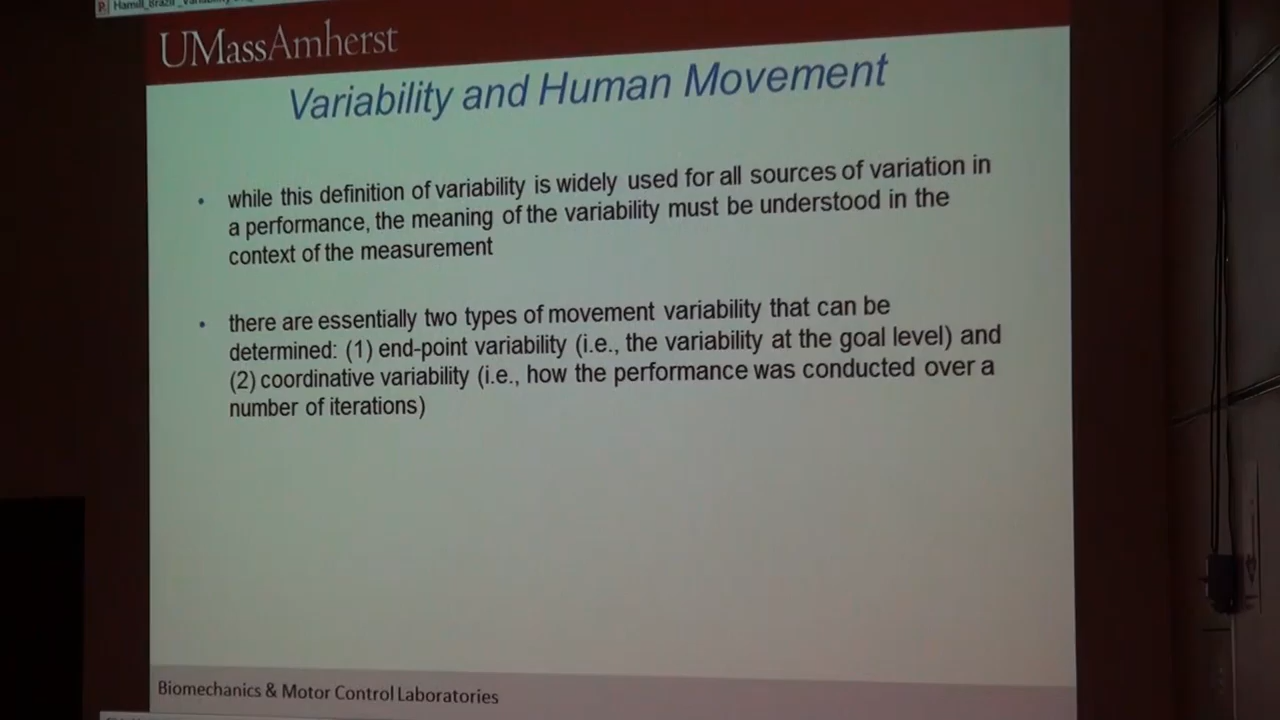 Hamill_Brazil_Variability
UMassAmherst
Variability and Human Movement
• while this definition of variability is widely used for all sources of variation in
a performance, the meaning of the variability must be understood in the
context of the measurement
• there are essentially two types of movement variability that can be
determined: (1) end-point variability (i.e., the variability at the goal level) and
(2) coordinative variability (i.e., how the performance was conducted over a
number of iterations)
Biomechanics & Motor Control Laboratories